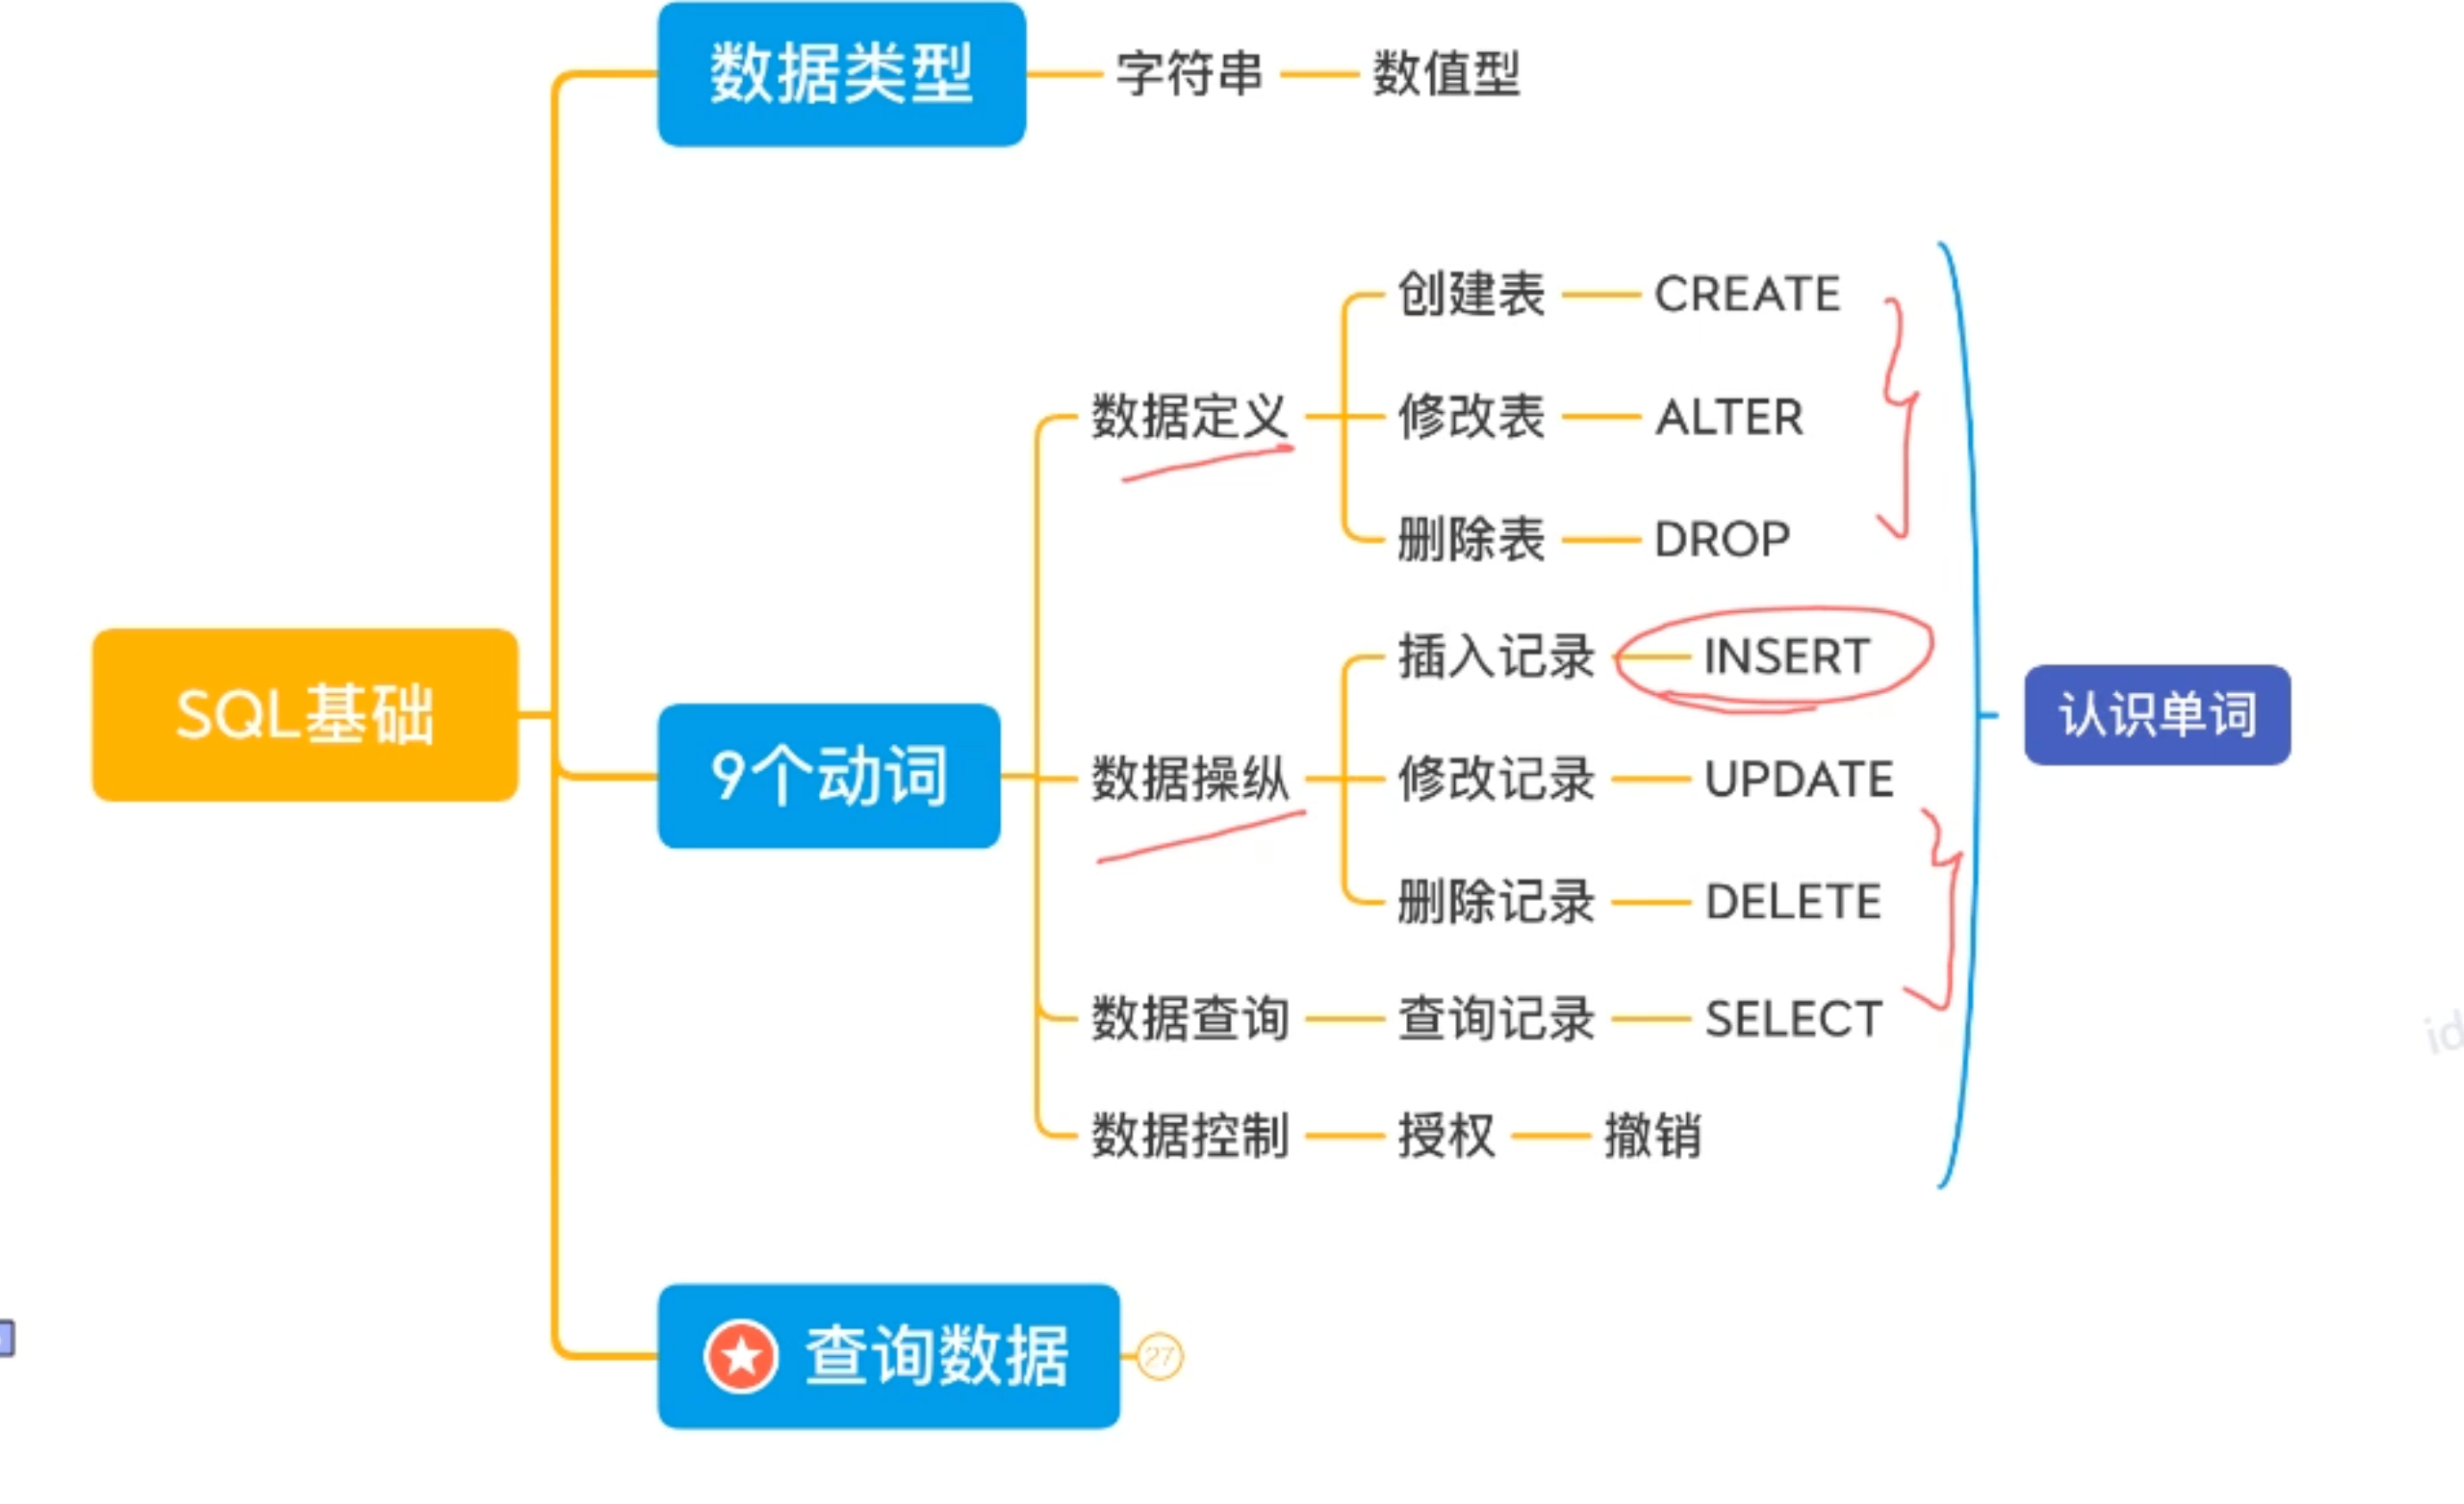 数据类型 字符串 数值型
创建表 CREATE
数据定义 修改表 ALTER
删除表 DROP
插入记录 INSERT
SQL基础 认识单词
9个动词 数据操纵 修改记录 UPDATE
删除记录 DELETE
数据查询 查询记录 SELECT
id
数据控制 授权 撤销
查询数据 27